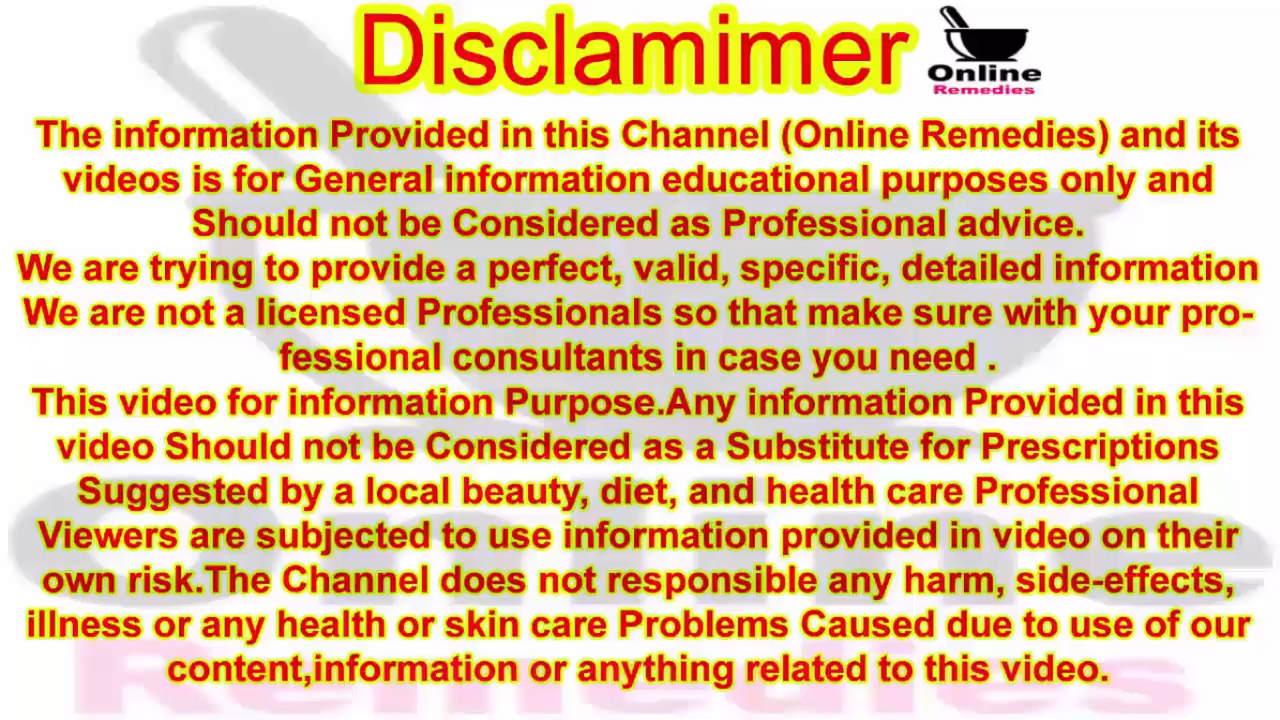 Disclamimer
Online
Remedies
The information Provided in this Channel (Online Remedies) and its
videos is for General information educational purposes only and
Should not be Considered as Professional advice.
We are trying to provide a perfect, valid, specific, detailed information
We are not a licensed Professionals so that make sure with your pro-
fessional consultants in case you need .
This video for information Purpose.Any information Provided in this
video Should not be Considered as a Substitute for Prescriptions
Suggested by a local beauty, diet, and health care Professional
Viewers are subjected to use information provided in video on their
own risk.The Channel does not responsible any harm, side-effects,
illness or any health or skin care Problems Caused due to use of our
content,information or anything related to this video.
Online
Remedies